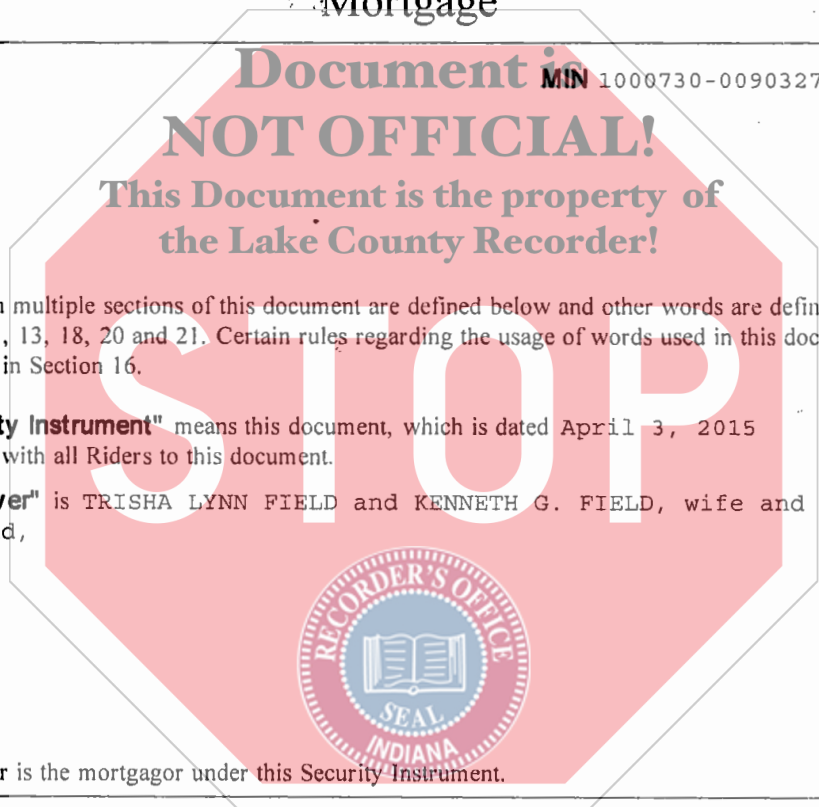 Mortgage
Document is
MIN 1000730-0090327
NOT OFFICIAL!
This Document is the property of
the Lake County Recorder!
multiple sections of this document are defined below and other words are defin
, 13, 18, 20 and 21. Certain rules regarding the usage of words used in this doc
in Section 16.
STOP
ty Instrument" means this document, which is dated April 3, 2015
with all Riders to this document.
wer" is TRISHA LYNN FIELD and KENNETH G. FIELD, wife and
d,
RECORDER'S OFFICE
SEAL
INDIANA
r is the mortgagor under this Security Instrument.